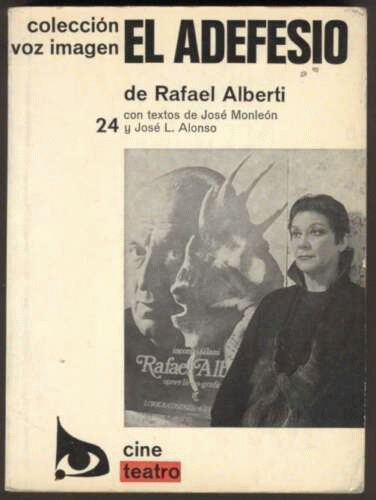 colección
voz imagen
EL ADEFESIO
de Rafael Alberti
24
con textos de José Monleón
y José L. Alonso
Rafael Alb
cine
teatro